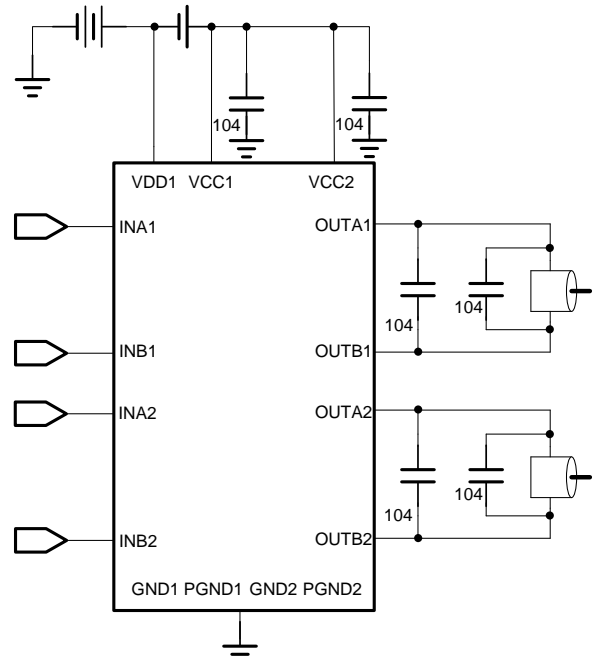 104
104
VDD1 VCC1 VCC2
INA1
OUTA1
104
104
INB1
OUTB1
INA2
OUTA2
104
104
INB2
OUTB2
GND1 PGND1 GND2 PGND2